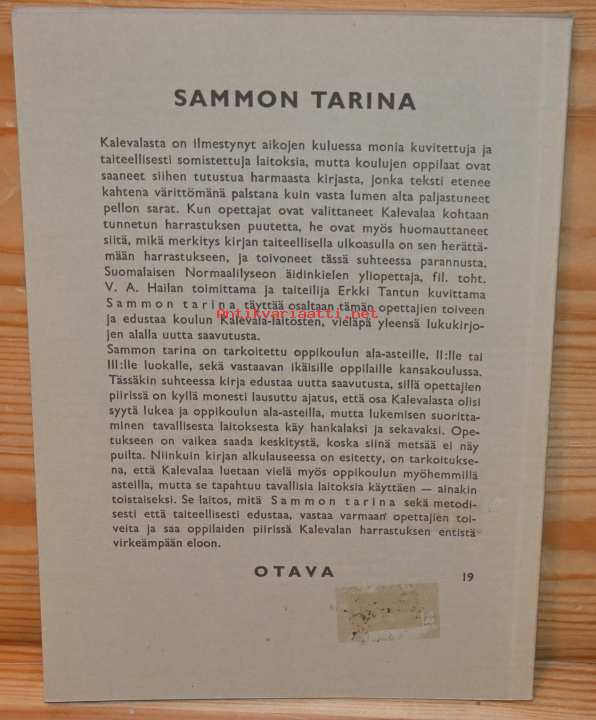 SAMMON TARINA
Kalevalasta on ilmestynyt aikojen kuluessa monia kuvitettuja ja
taiteellisesti somistettuja laitoksia, mutta koulujen oppilaat ovat
saaneet siihen tutustua harmaasta kirjasta, jonka teksti etenee
kahtena värittömänä palstana kuin vasta lumen alta paljastuneet
pellon sarat. Kun opettajat ovat valittaneet Kalevalaa kohtaan
tunnetun harrastuksen puutetta, he ovat myös huomauttaneet
siitä, mikä merkitys kirjan taiteellisella ulkoasulla on sen herättä-
mään harrastukseen, ja toivoneet tässä suhteessa parannusta.
Suomalaisen Normaalilyseon äidinkielen yliopettaja, fil. toht.
V. A. Hailan toimittama ja taiteilija Erkki Tantun kuvittama
Sammon tarina täyttää osaltaan tämän opettajien toiveen
Antikvariaatti.net
ja edustaa koulun Kalevala-laitosten, vieläpä yleensä lukukirjo-
jen alalla uutta saavutusta.
Sammon tarina on tarkoitettu oppikoulun ala-asteille, II:lle tai
III:lle luokalle, sekä vastaavan ikäisille oppilaille kansakoulussa.
Tässäkin suhteessa kirja edustaa uutta saavutusta, sillä opettajien
piirissä on kyllä monesti lausuttu ajatus, että osa Kalevalasta olisi
syytä lukea jo oppikoulun ala-asteilla, mutta lukemisen suoritta-
minen tavallisesta laitoksesta käy hankalaksi ja sekavaksi. Ope-
tukseen on vaikea saada keskitystä, koska siinä metsää ei näy
puilta. Niinkuin kirjan alkulauseessa on esitetty, on tarkoitukse-
na, että Kalevalaa luetaan vielä myös oppikoulun myöhemmillä
asteilla, mutta se tapahtuu tavallisia laitoksia käyttäen — ainakin
toistaiseksi. Se laitos, mitä Sammon tarina sekä metodi-
sesti että taiteellisesti edustaa, vastaa varmaan opettajien toi-
veita ja saa oppilaiden piirissä Kalevalan harrastuksen entistä
virkeämpään eloon.
OTAVA
19